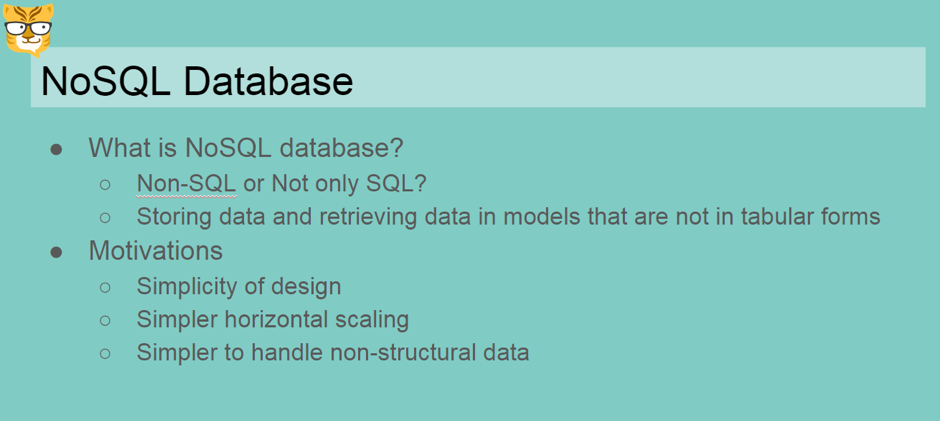 NoSQL Database
● What is NoSQL database?
○ Non-SQL or Not only SQL?
○ Storing data and retrieving data in models that are not in tabular forms
● Motivations
○ Simplicity of design
○ Simpler horizontal scaling
○ Simpler to handle non-structural data